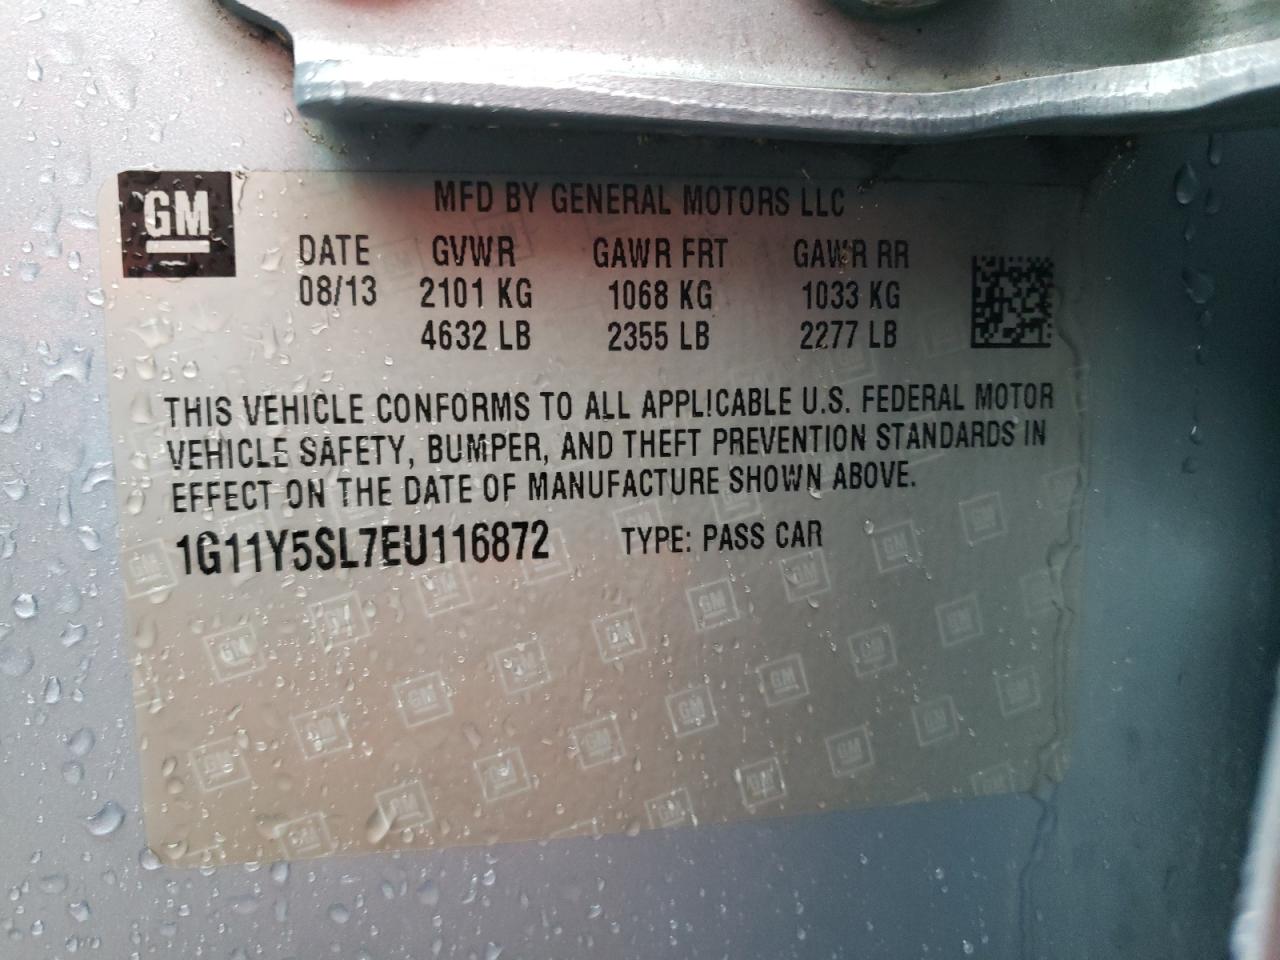 GM
MFD BY GENERAL MOTORS LLC
DATE GVWR GAWR FRT GAWR RR
08/13 2101 KG 1068 KG 1033 KG
4632 LB 2355 LB 2277 LB
THIS VEHICLE CONFORMS TO ALL APPLICABLE U.S. FEDERAL MOTOR
VEHICLE SAFETY, BUMPER, AND THEFT PREVENTION STANDARDS IN
EFFECT ON THE DATE OF MANUFACTURE SHOWN ABOVE.
1G11Y5SL7EU116872 TYPE: PASS CAR